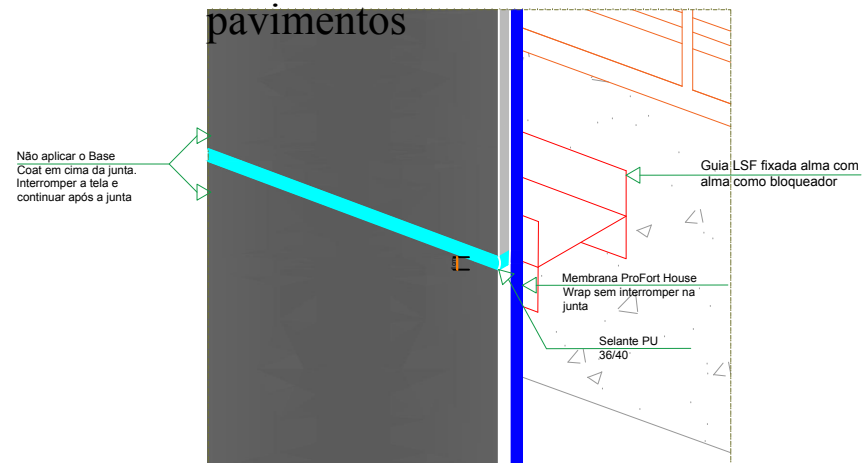 pavimentos
Não aplicar o Base
Coat em cima da junta.
Interromper a tela e
continuar após a junta
Guia LSF fixada alma com
alma como bloqueador
Membrana ProFort House
Wrap sem interromper na
junta
Selante PU
36/40